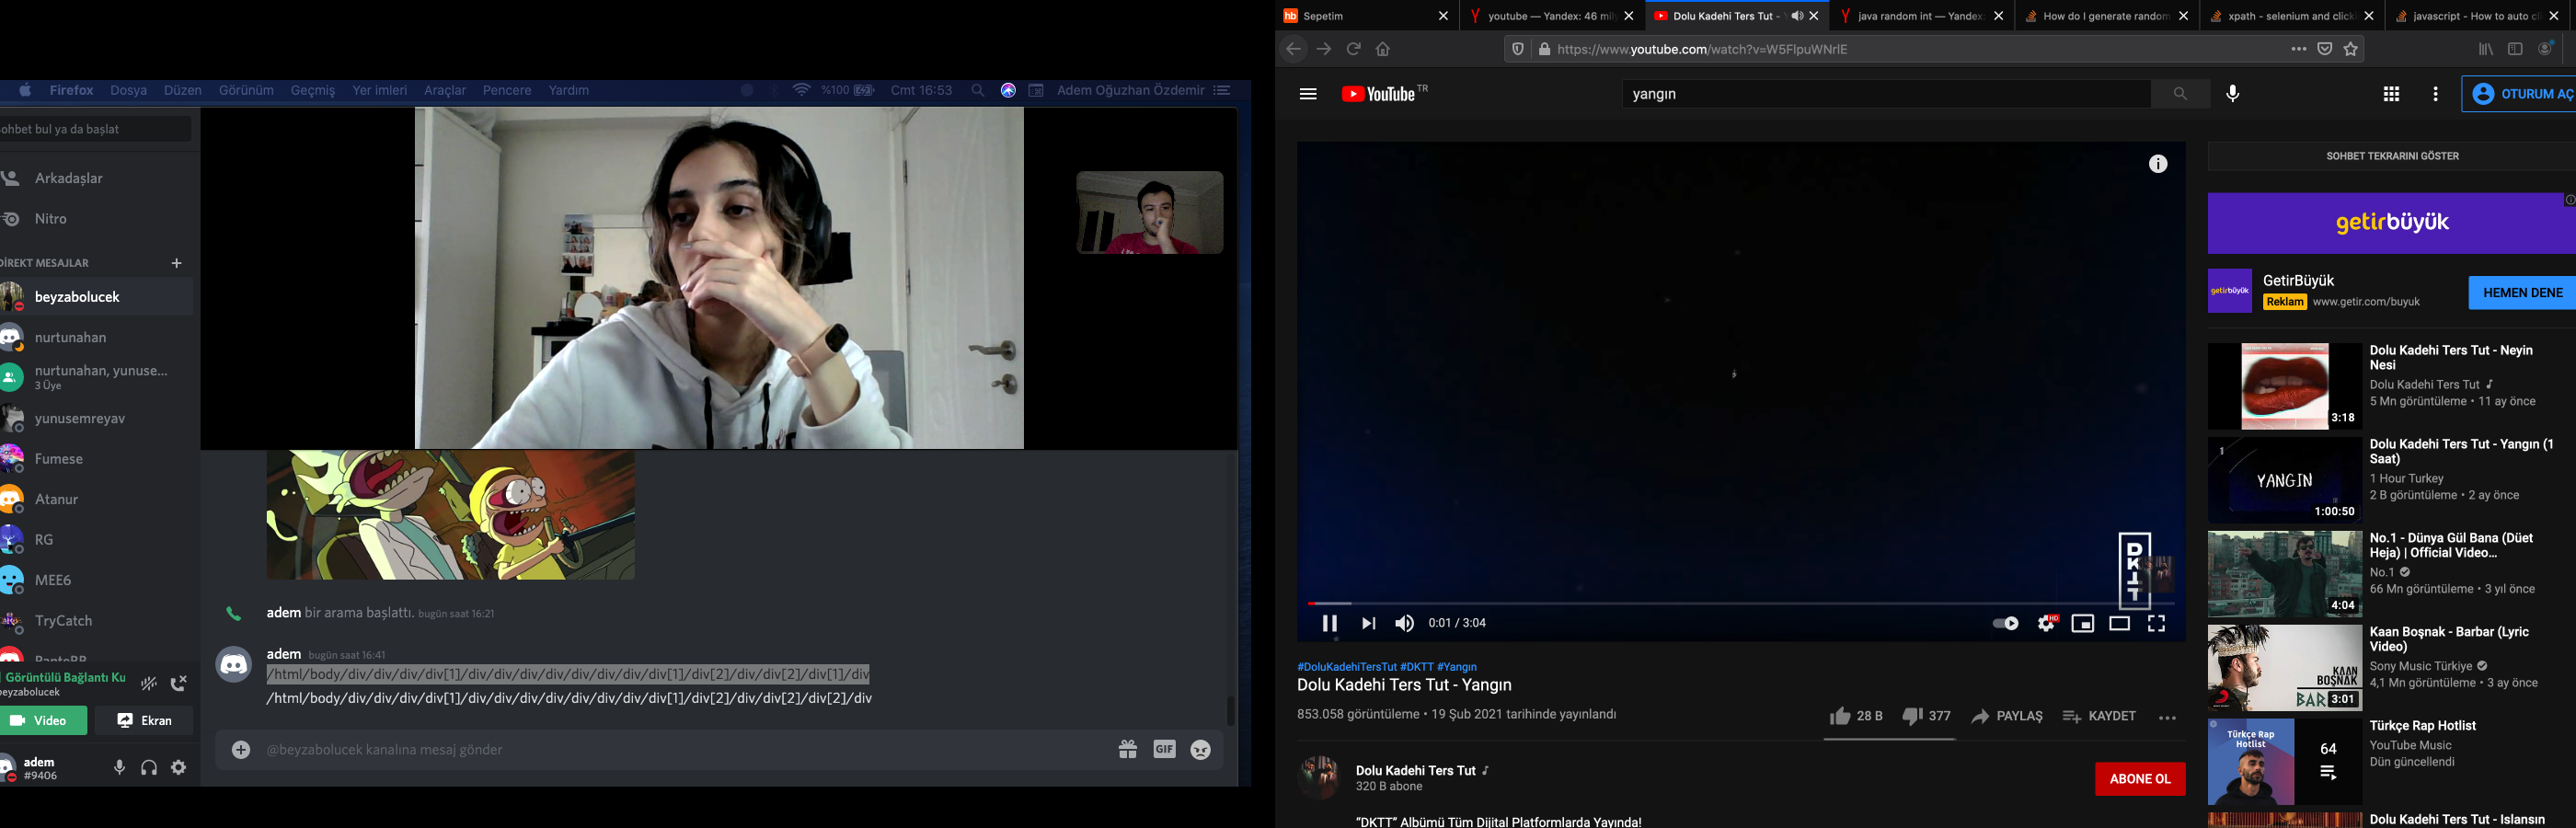 Firefox Dosya Düzen Görünüm Geçmiş Yer imleri Araçlar Pencere Yardım %100 Cmt 16:53 Adem Oğuzhan Özdemir
ohbet bul ya da başlat
Arkadaşlar
Nitro
DİREKT MESAJLAR +
beyzabolucek
nurtunahan
nurtunahan, yunuse...
3 Üye
yunusemreyav
Fumese
Atanur
RG
MEE6
TryCatch
Görüntülü Bağlantı Ku
beyzabolucek
Video Ekran
adem
#9406
adem bir arama başlattı. bugün saat 16:21
adem bugün saat 16:41
/html/body/div/div/div/div[1]/div/div/div/div/div/div/div/div[1]/div[2]/div/div[2]/div[1]/div
/html/body/div/div/div/div[1]/div/div/div/div/div/div/div/div[1]/div[2]/div/div[2]/div[2]/div
@beyzabolucek kanalına mesaj gönder
GIF
hb Sepetim
youtube — Yandex: 46 mil
Dolu Kadehi Ters Tut -
java random int — Yandex:
How do I generate random
xpath - selenium and click
javascript - How to auto cli
https://www.youtube.com/watch?v=W5FlpuWNrlE
YouTube TR
yangın
OTURUM AÇ
DKTT
0:01 / 3:04
HD
#DoluKadehiTersTut #DKTT #Yangın
Dolu Kadehi Ters Tut - Yangın
853.058 görüntüleme • 19 Şub 2021 tarihinde yayınlandı
28 B 377 PAYLAŞ KAYDET
Dolu Kadehi Ters Tut
320 B abone
ABONE OL
“DKTT” Albümü Tüm Dijital Platformlarda Yayında!
SOHBET TEKRARINI GÖSTER
getirbüyük
getirbüyük
GetirBüyük
Reklam www.getir.com/buyuk
HEMEN DENE
Dolu Kadehi Ters Tut - Neyin
Nesi
Dolu Kadehi Ters Tut
5 Mn görüntüleme • 11 ay önce
3:18
Dolu Kadehi Ters Tut - Yangın (1
Saat)
1 Hour Turkey
2 B görüntüleme • 2 ay önce
YANGIN
1:00:50
No.1 - Dünya Gül Bana (Düet
Heja) | Official Video...
No.1
66 Mn görüntüleme • 3 yıl önce
4:04
Kaan Boşnak - Barbar (Lyric
Video)
Sony Music Türkiye
4,1 Mn görüntüleme • 3 ay önce
KAAN
BOŞNAK
BAR
3:01
Türkçe Rap Hotlist
YouTube Music
Dün güncellendi
Türkçe Rap
Hotlist
64
Dolu Kadehi Ters Tut - Islansın